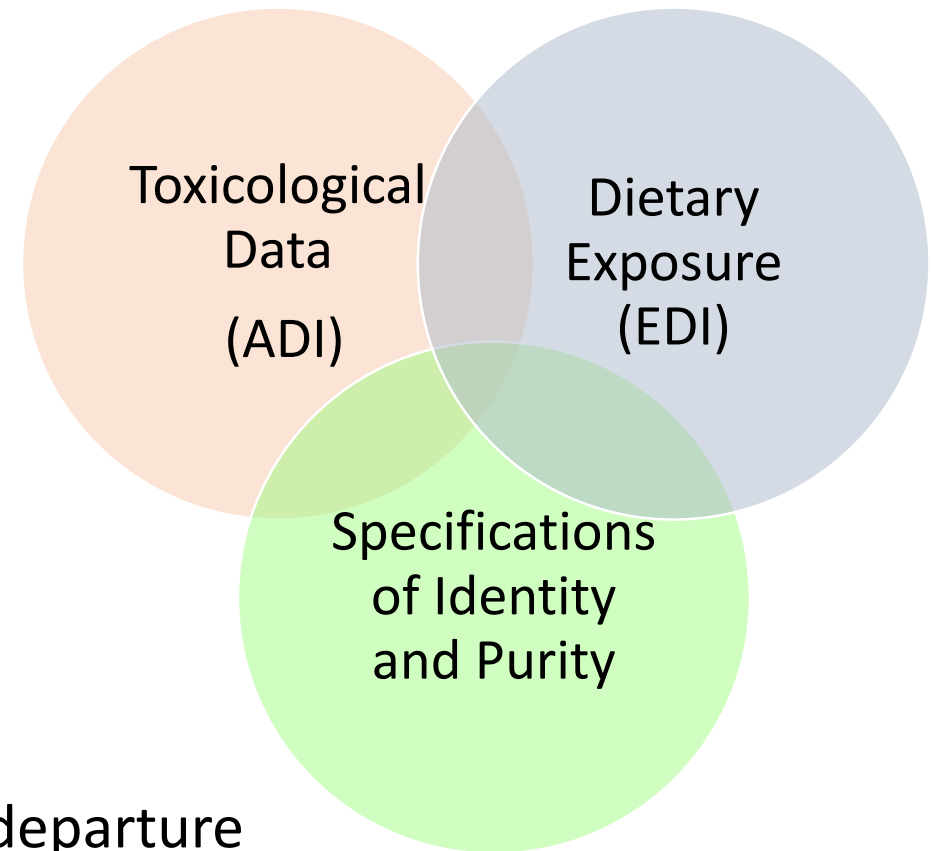 Toxicological
Data
(ADI)
Dietary
Exposure
(EDI)
Specifications
of Identity
and Purity
departure